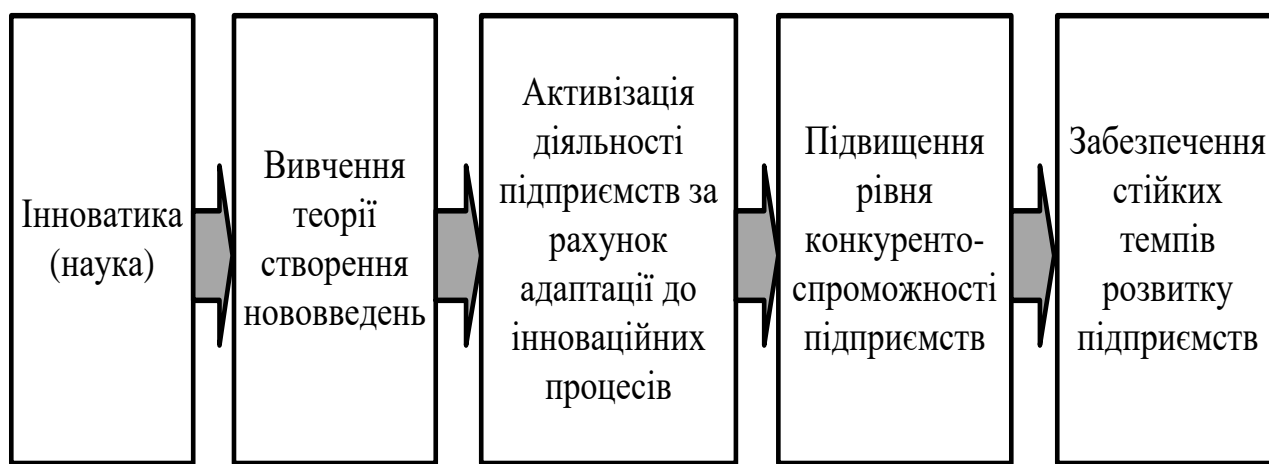 Інноватика
(наука)
Вивчення
теорії
створення
нововведень
Активізація
діяльності
підприємств за
рахунок
адаптації до
інноваційних
процесів
Підвищення
рівня
конкуренто-
спроможності
підприємств
Забезпечення
стійких
темпів
розвитку
підприємств